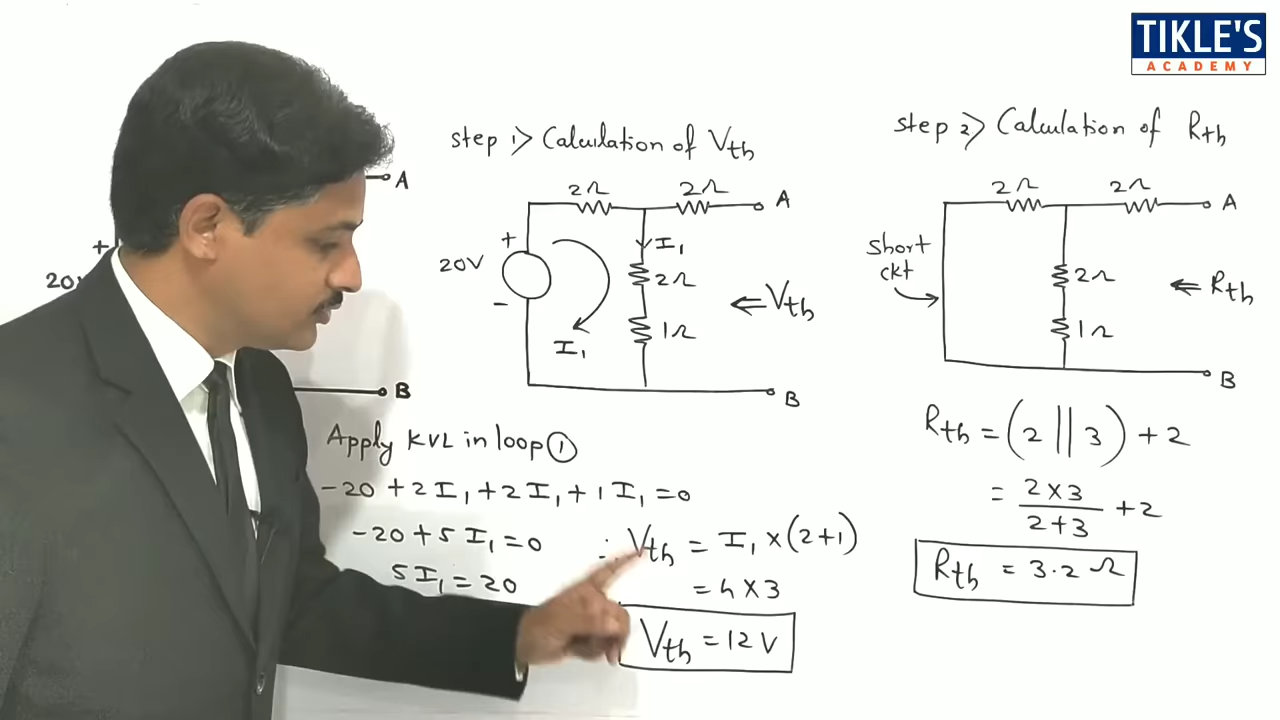 TIKLE'S
ACADEMY
A
+
20V
B
step 1> Calculation of Vth
2Ω 2Ω A
+
20V
-
I1
I1
2Ω
1Ω
⇐ Vth
B
Apply KVL in loop ①
-20 + 2I1 + 2I1 + 1I1 = 0
-20 + 5I1 = 0
5I1 = 20
∴ Vth = I1 × (2+1)
= 4 × 3
Vth = 12 V
step 2> Calculation of Rth
2Ω 2Ω A
short
ckt
2Ω
1Ω
⇐ Rth
B
Rth = (2 || 3) + 2
= 2×3/2+3 + 2
Rth = 3.2 Ω